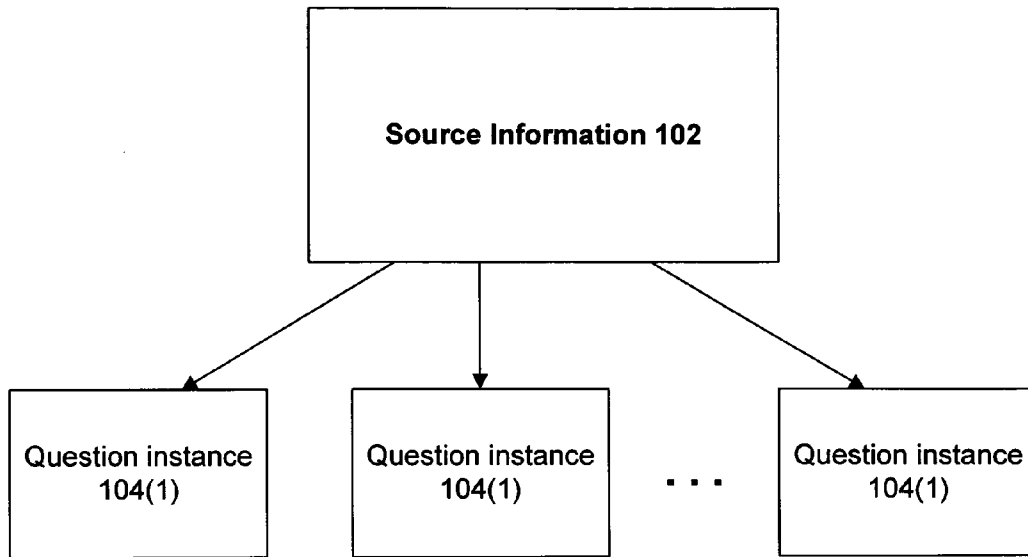 Source Information 102
Question instance
104(1)
Question instance
104(1)
. . .
Question instance
104(1)